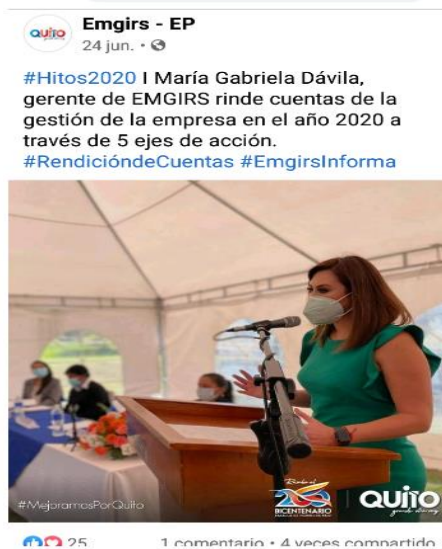 QUITO
Emgirs - EP
24 jun. •
#Hitos2020 I María Gabriela Dávila,
gerente de EMGIRS rinde cuentas de la
gestión de la empresa en el año 2020 a
través de 5 ejes de acción.
#RendicióndeCuentas #EmgirsInforma
#MejoramosPorQuito
BICENTENARIO
QUITO
25
1 comentario • 4 veces compartido